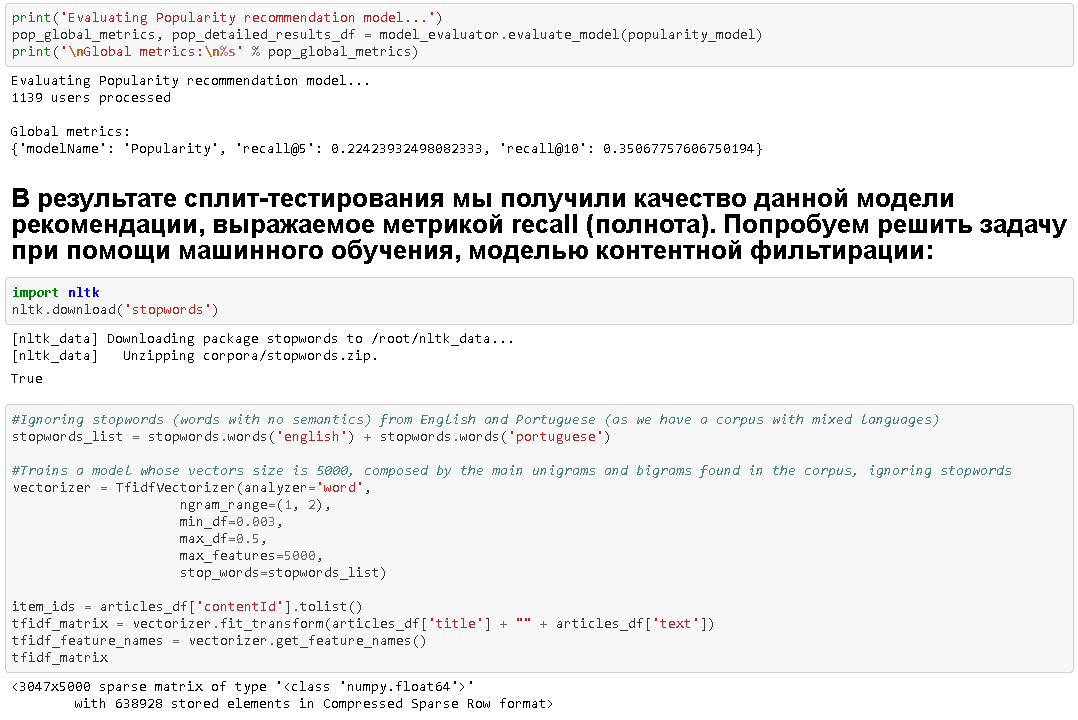 print('Evaluating Popularity recommendation model...')
pop_global_metrics, pop_detailed_results_df = model_evaluator.evaluate_model(popularity_model)
print('\nGlobal metrics:\n%s' % pop_global_metrics)
Evaluating Popularity recommendation model...
1139 users processed
Global metrics:
{'modelName': 'Popularity', 'recall@5': 0.22423932498082333, 'recall@10': 0.35067757606750194}
В результате сплит-тестирования мы получили качество данной модели
рекомендации, выражаемое метрикой recall (полнота). Попробуем решить задачу
при помощи машинного обучения, моделью контентной фильтирации:
import nltk
nltk.download('stopwords')
[nltk_data] Downloading package stopwords to /root/nltk_data...
[nltk_data]   Unzipping corpora/stopwords.zip.
True
#Ignoring stopwords (words with no semantics) from English and Portuguese (as we have a corpus with mixed languages)
stopwords_list = stopwords.words('english') + stopwords.words('portuguese')
#Trains a model whose vectors size is 5000, composed by the main unigrams and bigrams found in the corpus, ignoring stopwords
vectorizer = TfidfVectorizer(analyzer='word',
ngram_range=(1, 2),
min_df=0.003,
max_df=0.5,
max_features=5000,
stop_words=stopwords_list)
item_ids = articles_df['contentId'].tolist()
tfidf_matrix = vectorizer.fit_transform(articles_df['title'] + "" + articles_df['text'])
tfidf_feature_names = vectorizer.get_feature_names()
tfidf_matrix
<3047x5000 sparse matrix of type '<class 'numpy.float64'>'
with 638928 stored elements in Compressed Sparse Row format>